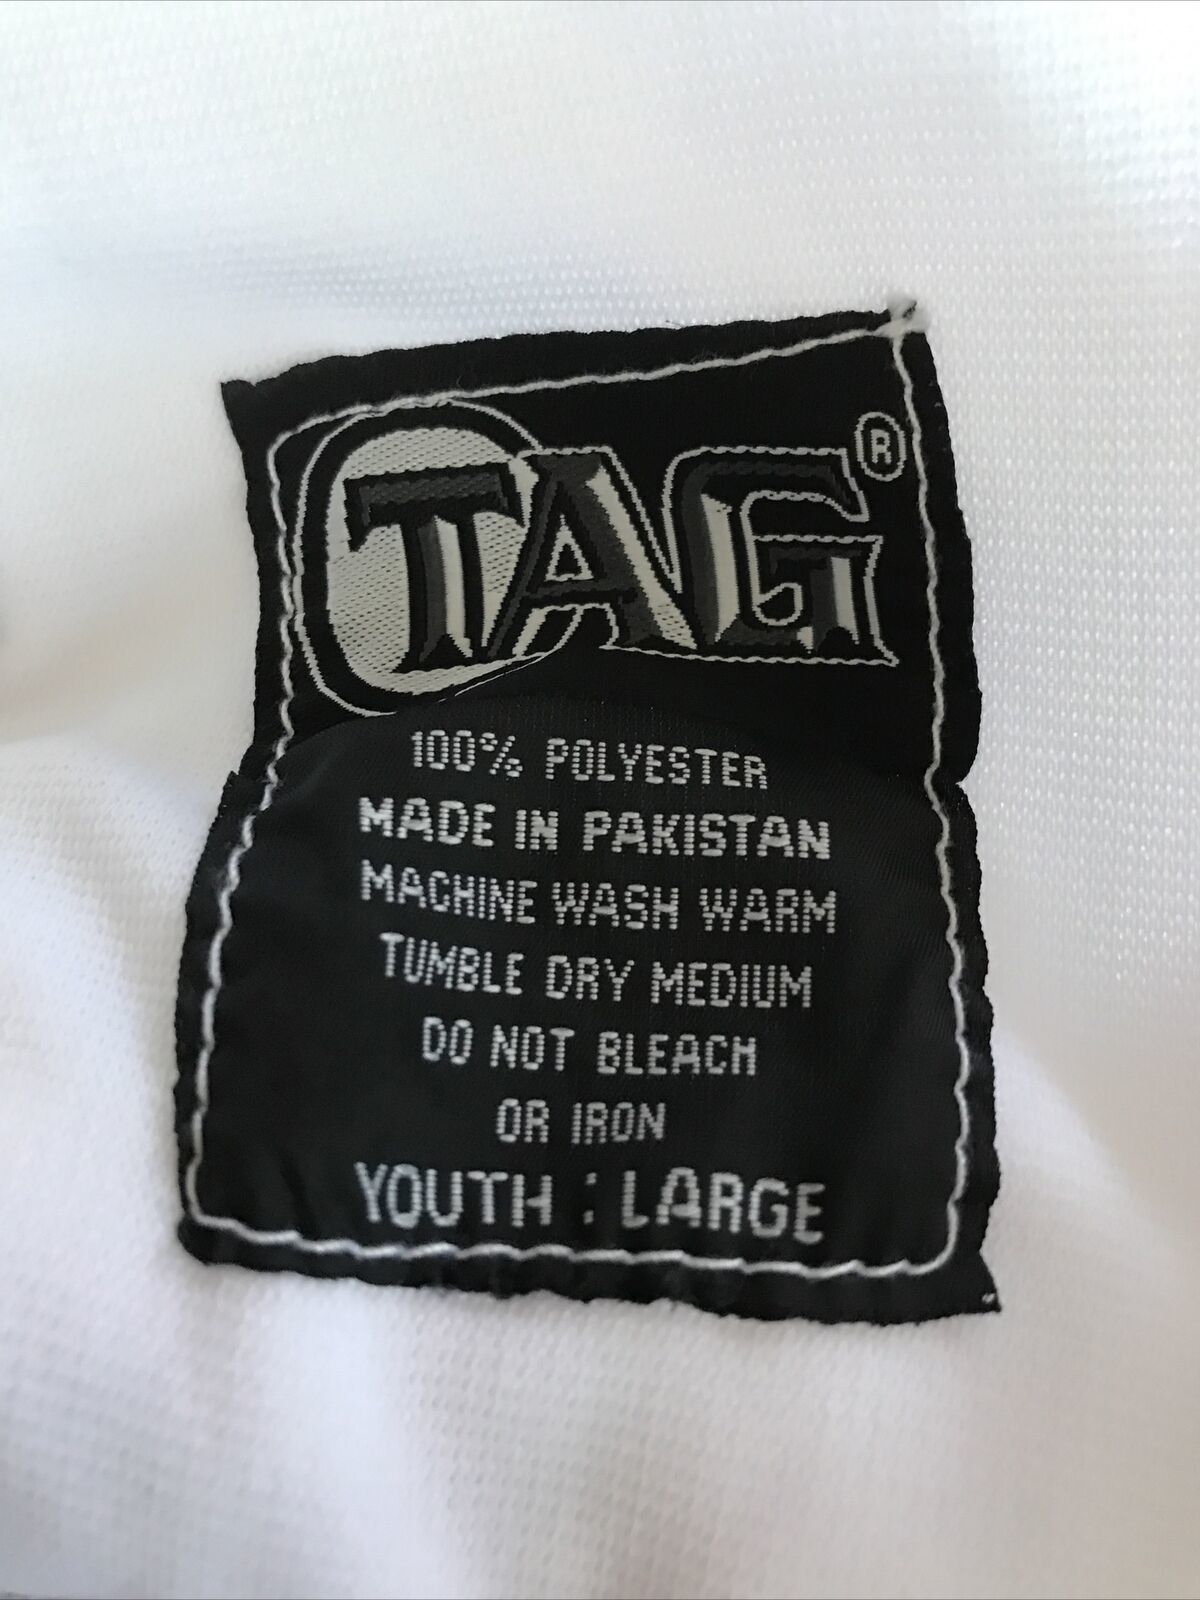 TAG®
100% POLYESTER
MADE IN PAKISTAN
MACHINE WASH WARM
TUMBLE DRY MEDIUM
DO NOT BLEACH
OR IRON
YOUTH : LARGE